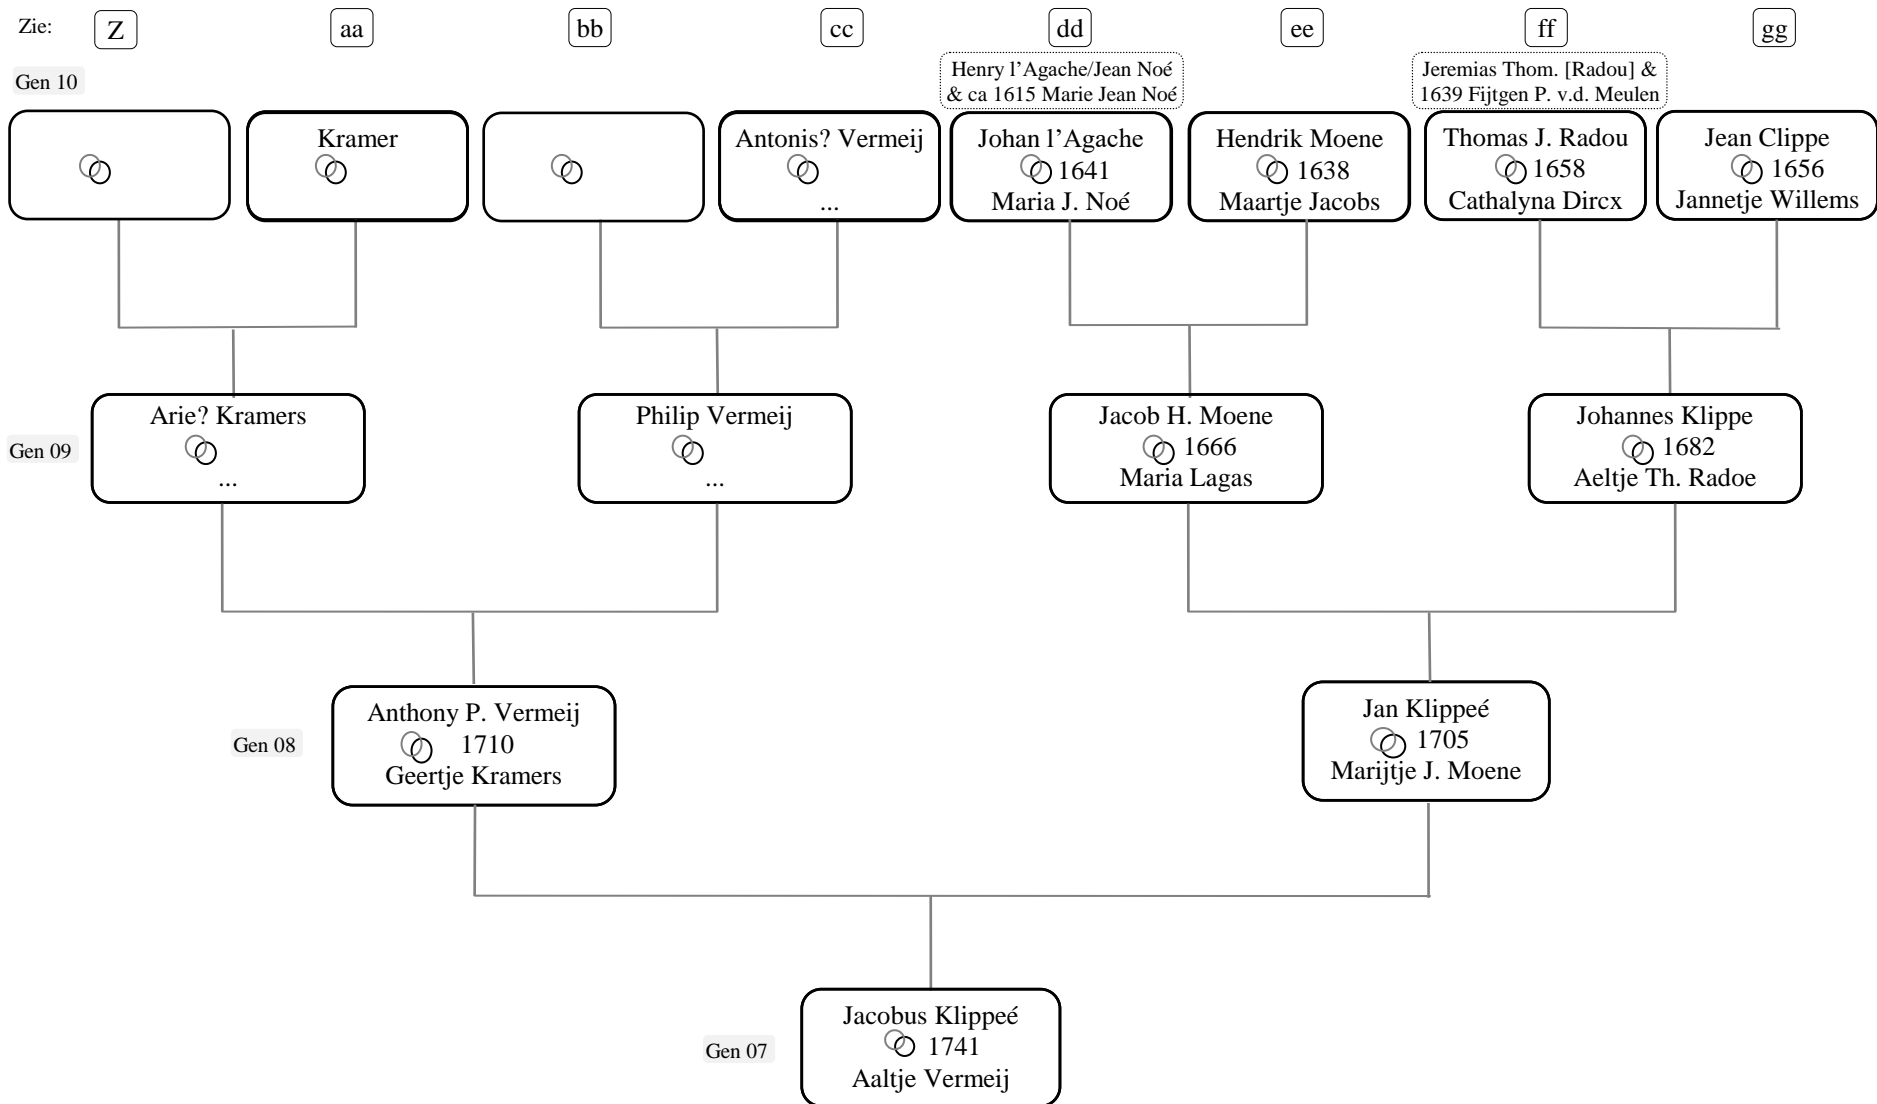 Zie:
Z
aa
bb
cc
dd
ee
ff
gg
Gen 10
Henry l’Agache/Jean Noé
& ca 1615 Marie Jean Noé
Jeremias Thom. [Radou] &
1639 Fijtgen P. v.d. Meulen
Kramer
Antonis? Vermeij
...
Johan l’Agache
1641
Maria J. Noé
Hendrik Moene
1638
Maartje Jacobs
Thomas J. Radou
1658
Cathalyna Dircx
Jean Clippe
1656
Jannetje Willems
Gen 09
Arie? Kramers
...
Philip Vermeij
...
Jacob H. Moene
1666
Maria Lagas
Johannes Klippe
1682
Aeltje Th. Radoe
Gen 08
Anthony P. Vermeij
1710
Geertje Kramers
Jan Klippeé
1705
Marijtje J. Moene
Gen 07
Jacobus Klippeé
1741
Aaltje Vermeij